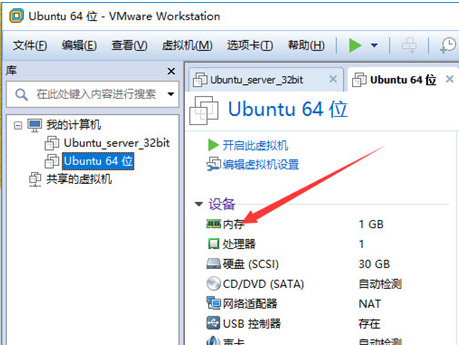 Ubuntu 64 位 - VMware Workstation
文件(F) 编辑(E) 查看(V) 虚拟机(M) 选项卡(T) 帮助(H)
库
在此处键入内容进行搜索
我的计算机
Ubuntu_server_32bit
Ubuntu 64 位
共享的虚拟机
Ubuntu_server_32bit
Ubuntu 64 位
Ubuntu 64 位
开启此虚拟机
编辑虚拟机设置
设备
内存 1 GB
处理器 1
硬盘 (SCSI) 30 GB
CD/DVD (SATA) 自动检测
网络适配器 NAT
USB 控制器 存在
声卡 自动检测